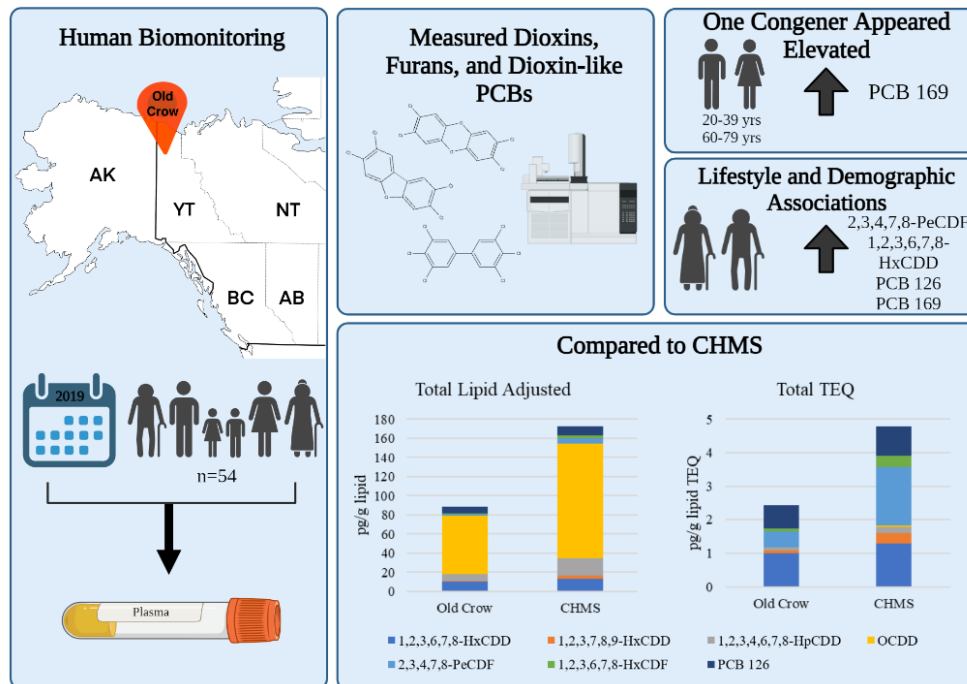 Human Biomonitoring
Old
Crow
AK
YT
NT
BC
AB
2019
n=54
Plasma
Measured Dioxins,
Furans, and Dioxin-like
PCBs
One Congener Appeared
Elevated
20-39 yrs
60-79 yrs
PCB 169
Lifestyle and Demographic
Associations
2,3,4,7,8-PeCDF
1,2,3,6,7,8-
HxCDD
PCB 126
PCB 169
Compared to CHMS
Total Lipid Adjusted
pg/g lipid
180
160
140
120
100
80
60
40
20
0
Old Crow
CHMS
Total TEQ
pg/g lipid TEQ
5
4
3
2
1
0
Old Crow
CHMS
1,2,3,6,7,8-HxCDD
1,2,3,7,8,9-HxCDD
1,2,3,4,6,7,8-HpCDD
OCDD
2,3,4,7,8-PeCDF
1,2,3,6,7,8-HxCDF
PCB 126